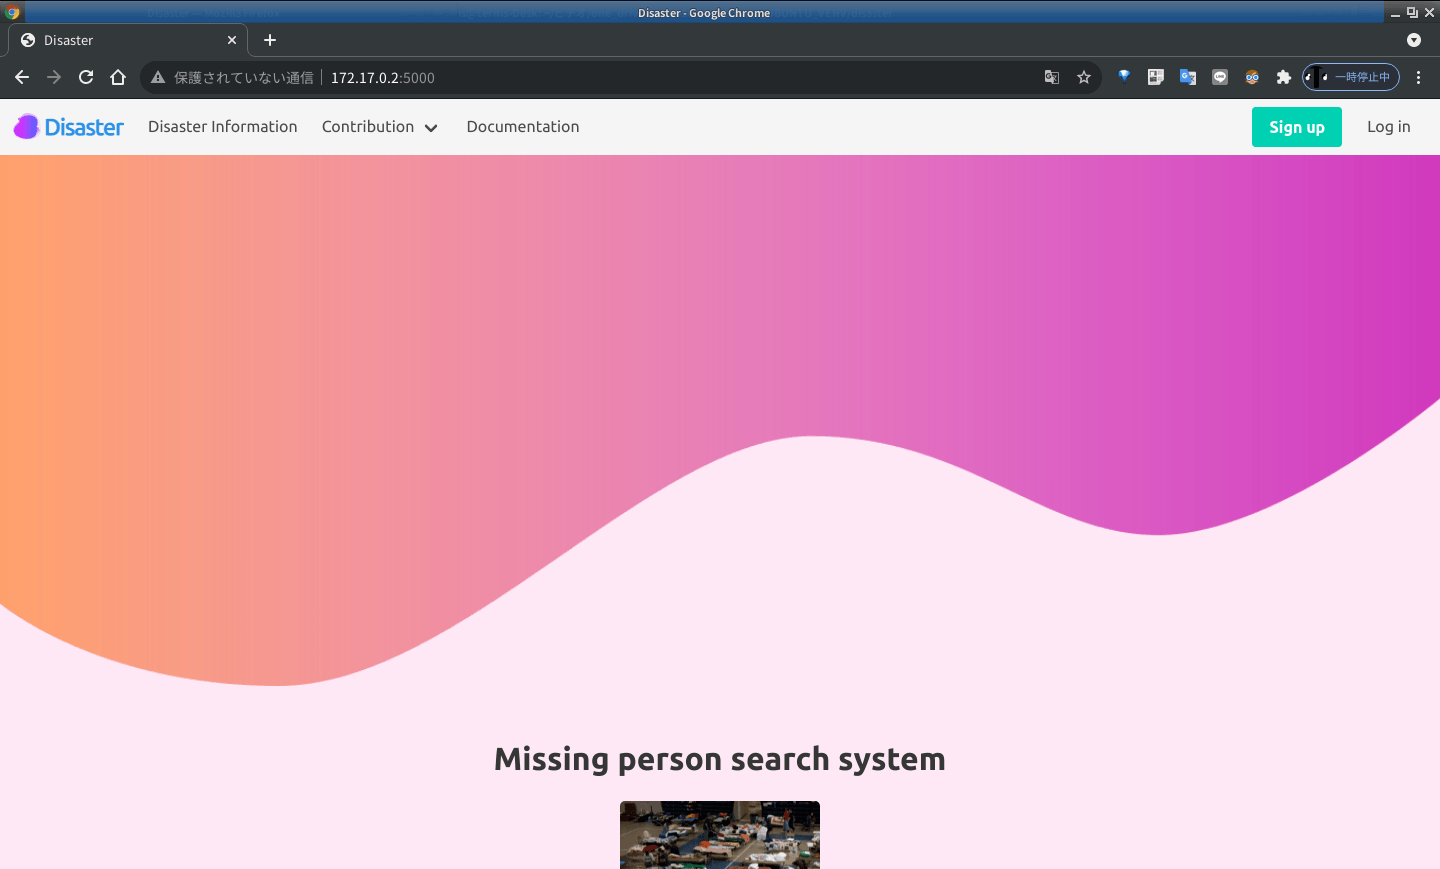 Disaster - Google Chrome
Disaster
保護されていない通信 172.17.0.2:5000
一時停止中
Disaster
Disaster Information
Contribution
Documentation
Sign up
Log in
Missing person search system